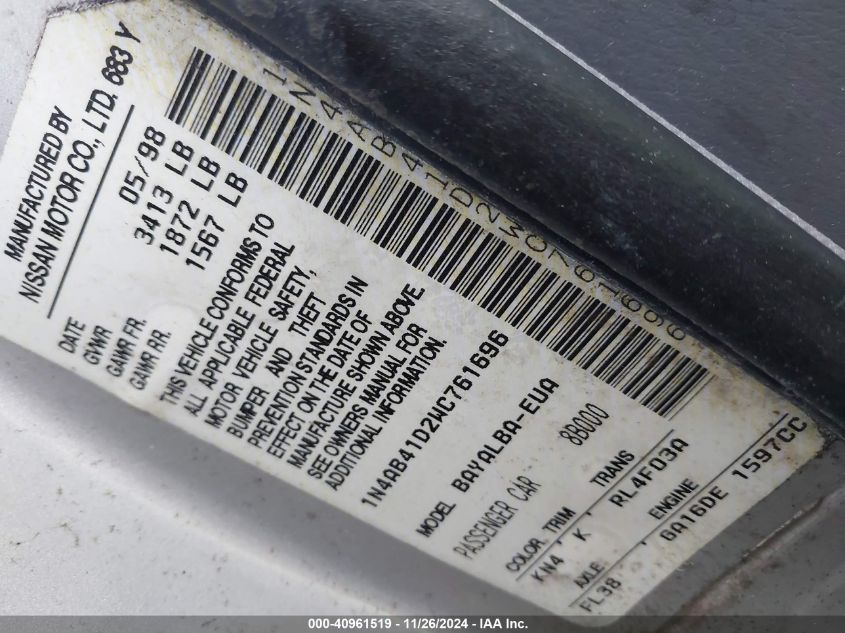 MANUFACTURED BY
NISSAN MOTOR CO., LTD. 683 Y
DATE 05/98
GVWR 3413 LB
GAWR FR. 1872 LB
GAWR RR. 1567 LB
THIS VEHICLE CONFORMS TO
ALL APPLICABLE FEDERAL
MOTOR VEHICLE SAFETY,
BUMPER AND THEFT
PREVENTION STANDARDS IN
EFFECT ON THE DATE OF
MANUFACTURE SHOWN ABOVE.
SEE OWNERS MANUAL FOR
ADDITIONAL INFORMATION.
1N4AB41D2WC761696
1N4AB41D2WC761696
MODEL BAYALBA-EUA
PASSENGER CAR 8B000
COLOR TRIM TRANS
KN4 K RL4F03A
AXLE ENGINE
FL38 GA16DE 1597CC
000-40961519 - 11/26/2024 - IAA Inc.